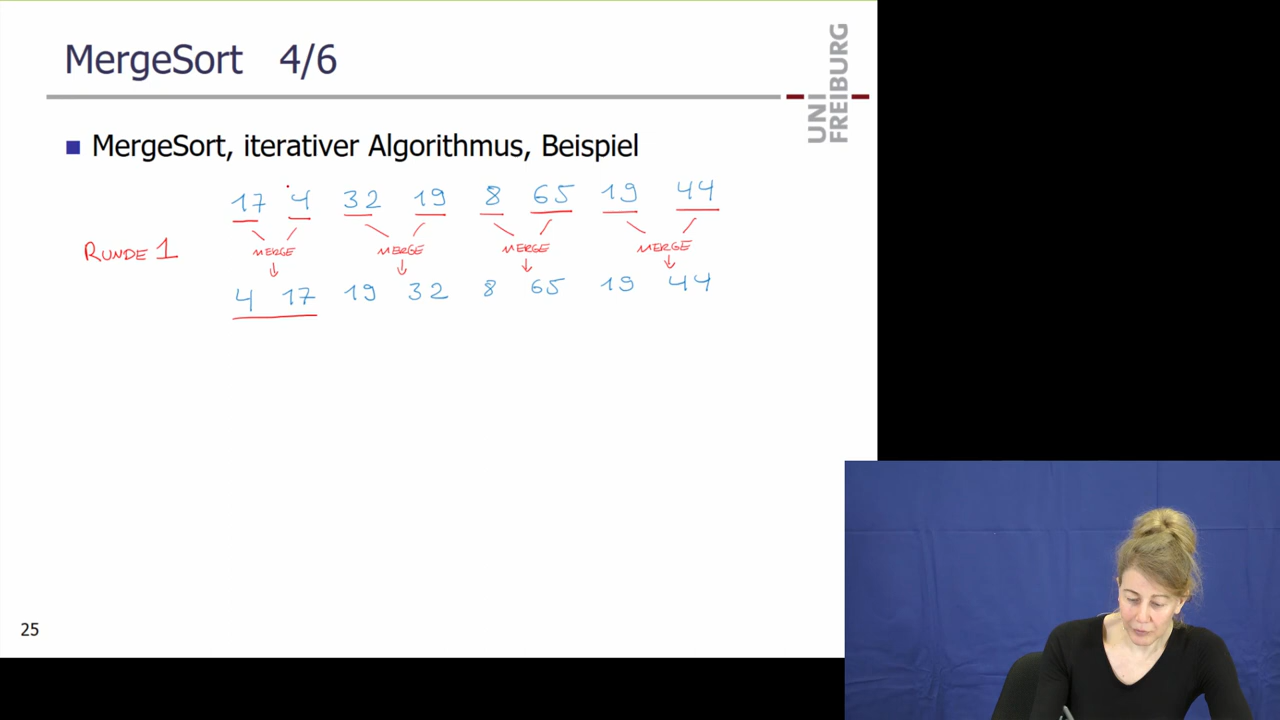 MergeSort 4/6
UNI
FREIBURG
MergeSort, iterativer Algorithmus, Beispiel
17 4 32 19 8 65 19 44
RUNDE 1 MERGE MERGE MERGE MERGE
4 17 19 32 8 65 19 44
25